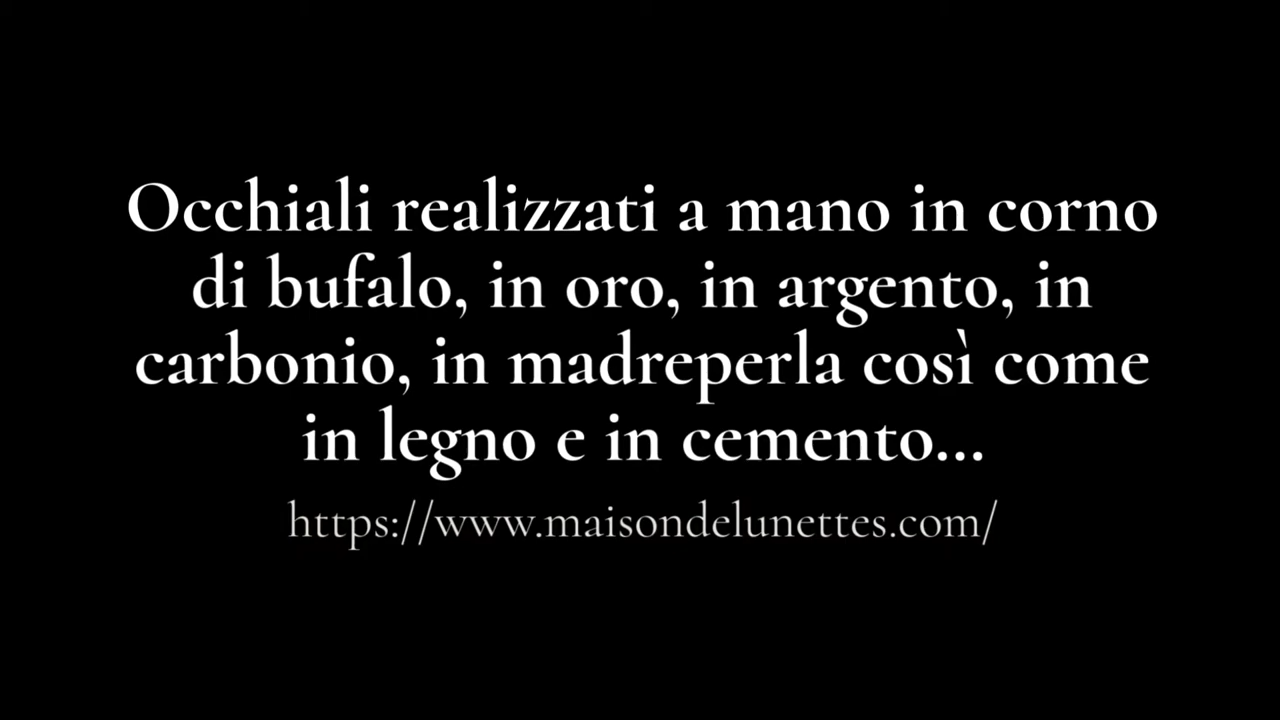 Occhiali realizzati a mano in corno
di bufalo, in oro, in argento, in
carbonio, in madreperla così come
in legno e in cemento...
https://www.maisondelunettes.com/